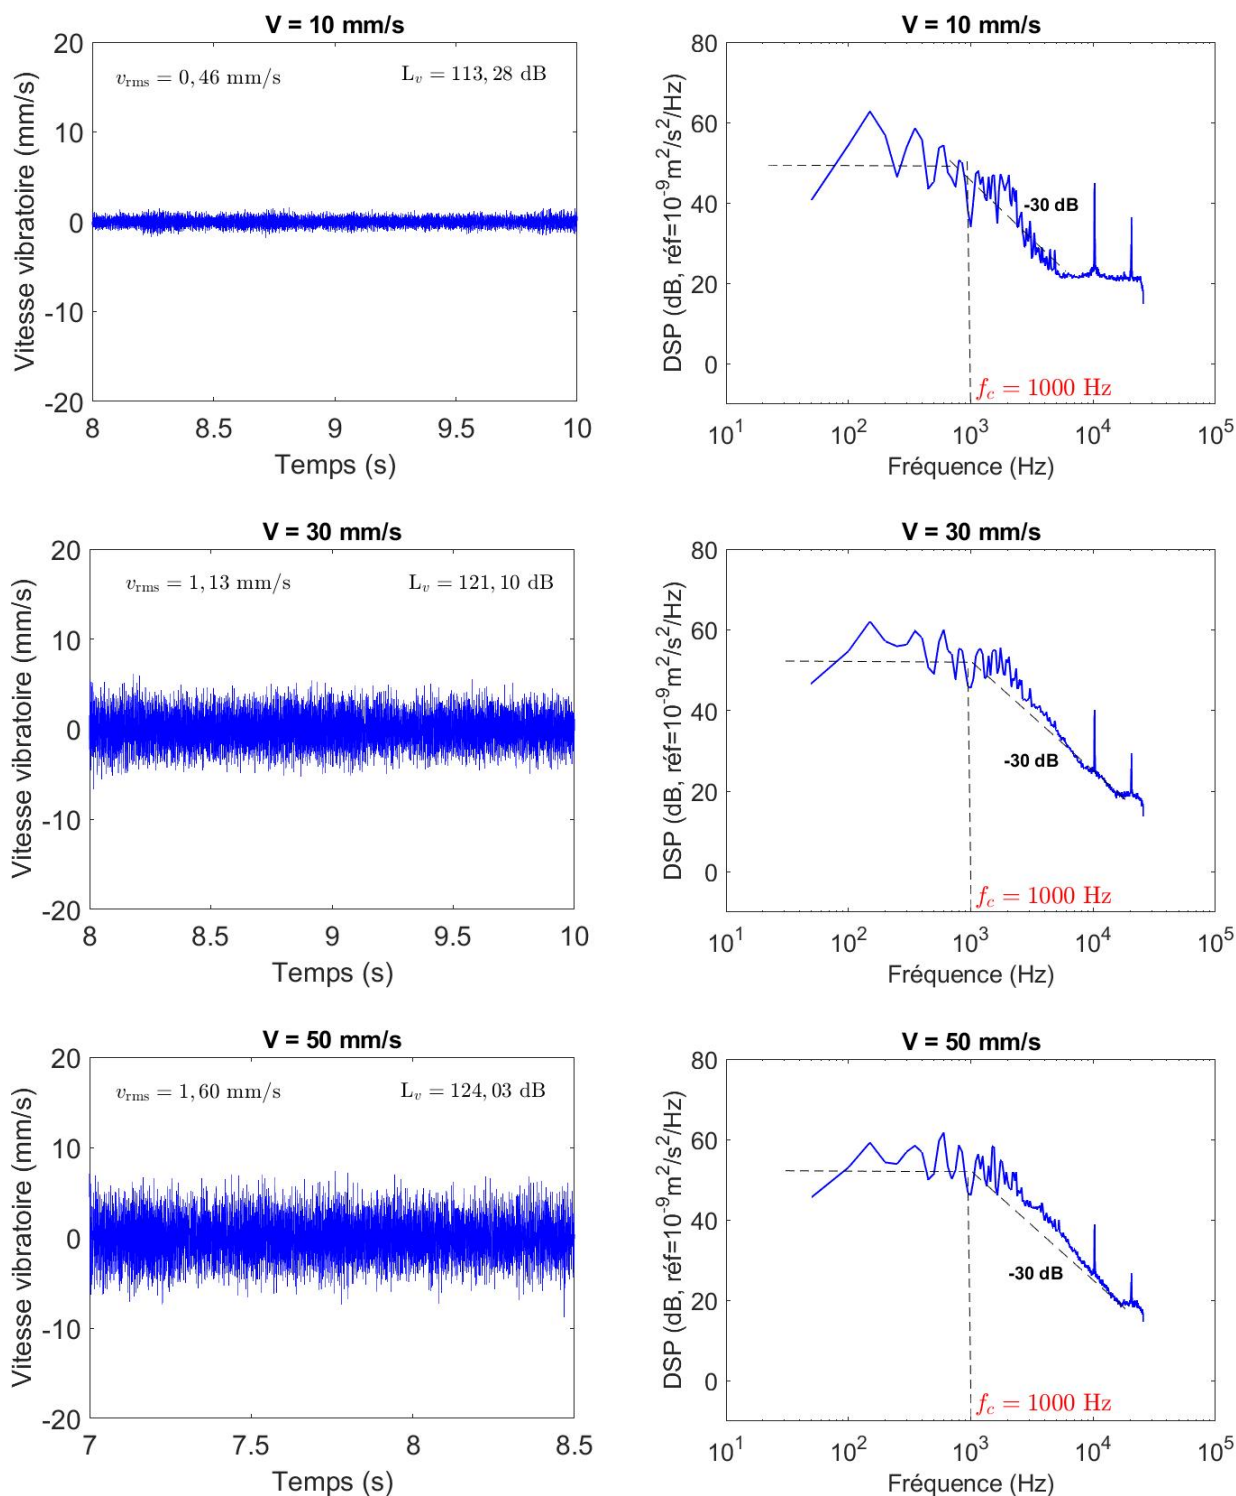 V = 10 mm/s
v_rms = 0, 46 mm/s
L_v = 113, 28 dB
Vitesse vibratoire (mm/s)
20
10
0
-10
-20
8
8.5
9
9.5
10
Temps (s)
V = 10 mm/s
DSP (dB, réf=10^-9m^2/s^2/Hz)
80
60
40
20
0
-30 dB
f_c = 1000 Hz
10^1
10^2
10^3
10^4
10^5
Fréquence (Hz)
V = 30 mm/s
v_rms = 1, 13 mm/s
L_v = 121, 10 dB
Vitesse vibratoire (mm/s)
20
10
0
-10
-20
8
8.5
9
9.5
10
Temps (s)
V = 30 mm/s
DSP (dB, réf=10^-9m^2/s^2/Hz)
80
60
40
20
0
-30 dB
f_c = 1000 Hz
10^1
10^2
10^3
10^4
10^5
Fréquence (Hz)
V = 50 mm/s
v_rms = 1, 60 mm/s
L_v = 124, 03 dB
Vitesse vibratoire (mm/s)
20
10
0
-10
-20
7
7.5
8
8.5
Temps (s)
V = 50 mm/s
DSP (dB, réf=10^-9m^2/s^2/Hz)
80
60
40
20
0
-30 dB
f_c = 1000 Hz
10^1
10^2
10^3
10^4
10^5
Fréquence (Hz)